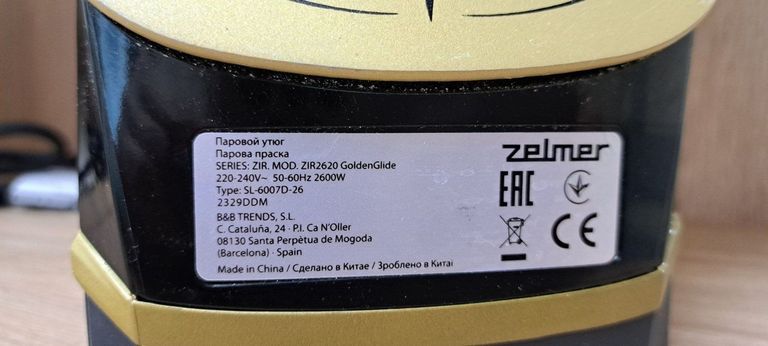 Паровой утюг
Парова праска
SERIES: ZIR. MOD. ZIR2620 GoldenGlide
220-240V~ 50-60Hz 2600W
Type: SL-6007D-26
2329DDM
B&B TRENDS, S.L.
C. Cataluña, 24 · P.I. Ca N'Oller
08130 Santa Perpètua de Mogoda
(Barcelona) · Spain
Made in China / Сделано в Китае / Зроблено в Китаї
zelmer
EAC
CE